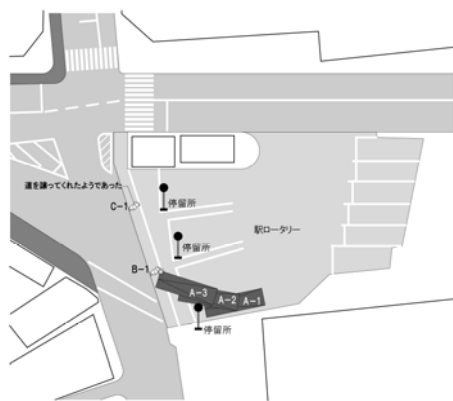 道を譲ってくれたようであった
C-1
停留所
停留所
駅ロータリー
B-1
A-3
A-2
A-1
停留所